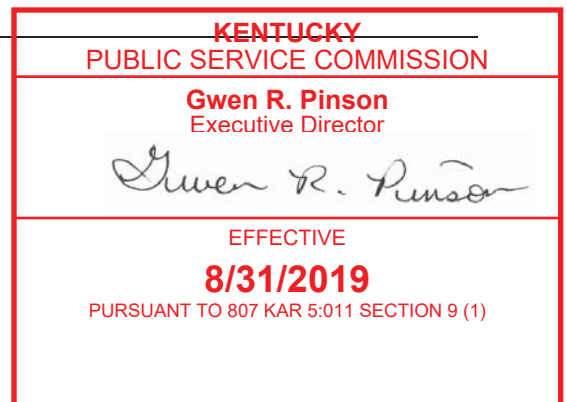 KENTUCKY
PUBLIC SERVICE COMMISSION
Gwen R. Pinson
Executive Director
Gwen R. Pinson
EFFECTIVE
8/31/2019
PURSUANT TO 807 KAR 5:011 SECTION 9 (1)